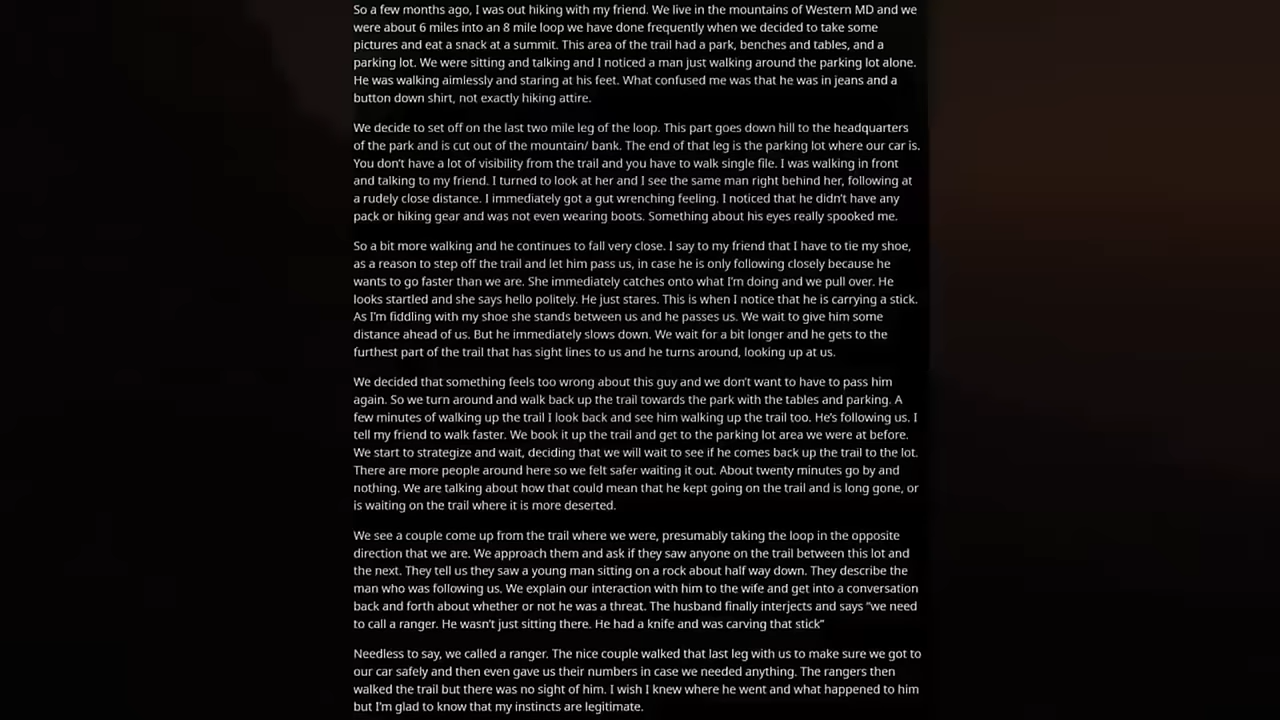 So a few months ago, I was out hiking with my friend. We live in the mountains of Western MD and we
were about 6 miles into an 8 mile loop we have done frequently when we decided to take some
pictures and eat a snack at a summit. This area of the trail had a park, benches and tables, and a
parking lot. We were sitting and talking and I noticed a man just walking around the parking lot alone.
He was walking aimlessly and staring at his feet. What confused me was that he was in jeans and a
button down shirt, not exactly hiking attire.
We decide to set off on the last two mile leg of the loop. This part goes down hill to the headquarters
of the park and is cut out of the mountain/ bank. The end of that leg is the parking lot where our car is.
You don't have a lot of visibility from the trail and you have to walk single file. I was walking in front
and talking to my friend. I turned to look at her and I see the same man right behind her, following at
a rudely close distance. I immediately got a gut wrenching feeling. I noticed that he didn't have any
pack or hiking gear and was not even wearing boots. Something about his eyes really spooked me.
So a bit more walking and he continues to fall very close. I say to my friend that I have to tie my shoe,
as a reason to step off the trail and let him pass us, in case he is only following closely because he
wants to go faster than we are. She immediately catches onto what I'm doing and we pull over. He
looks startled and she says hello politely. He just stares. This is when I notice that he is carrying a stick.
As I'm fiddling with my shoe she stands between us and he passes us. We wait to give him some
distance ahead of us. But he immediately slows down. We wait for a bit longer and he gets to the
furthest part of the trail that has sight lines to us and he turns around, looking up at us.
We decided that something feels too wrong about this guy and we don't want to have to pass him
again. So we turn around and walk back up the trail towards the park with the tables and parking. A
few minutes of walking up the trail I look back and see him walking up the trail too. He's following us. I
tell my friend to walk faster. We book it up the trail and get to the parking lot area we were at before.
We start to strategize and wait, deciding that we will wait to see if he comes back up the trail to the lot.
There are more people around here so we felt safer waiting it out. About twenty minutes go by and
nothing. We are talking about how that could mean that he kept going on the trail and is long gone, or
is waiting on the trail where it is more deserted.
We see a couple come up from the trail where we were, presumably taking the loop in the opposite
direction that we are. We approach them and ask if they saw anyone on the trail between this lot and
the next. They tell us they saw a young man sitting on a rock about half way down. They describe the
man who was following us. We explain our interaction with him to the wife and get into a conversation
back and forth about whether or not he was a threat. The husband finally interjects and says "we need
to call a ranger. He wasn't just sitting there. He had a knife and was carving that stick"
Needless to say, we called a ranger. The nice couple walked that last leg with us to make sure we got to
our car safely and then even gave us their numbers in case we needed anything. The rangers then
walked the trail but there was no sight of him. I wish I knew where he went and what happened to him
but I'm glad to know that my instincts are legitimate.